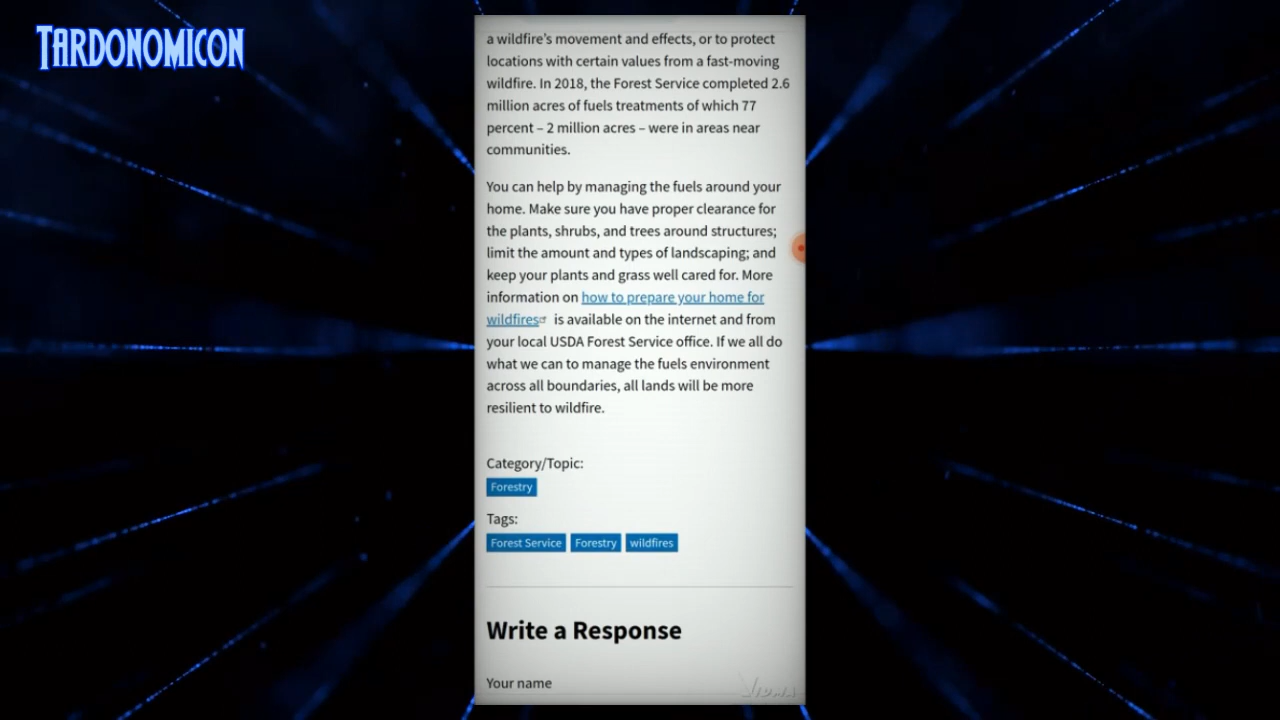 TARDONOMICON
a wildfire's movement and effects, or to protect
locations with certain values from a fast-moving
wildfire. In 2018, the Forest Service completed 2.6
million acres of fuels treatments of which 77
percent – 2 million acres – were in areas near
communities.
You can help by managing the fuels around your
home. Make sure you have proper clearance for
the plants, shrubs, and trees around structures;
limit the amount and types of landscaping; and
keep your plants and grass well cared for. More
information on how to prepare your home for
wildfires is available on the internet and from
your local USDA Forest Service office. If we all do
what we can to manage the fuels environment
across all boundaries, all lands will be more
resilient to wildfire.
Category/Topic:
Forestry
Tags:
Forest Service Forestry wildfires
Write a Response
Your name